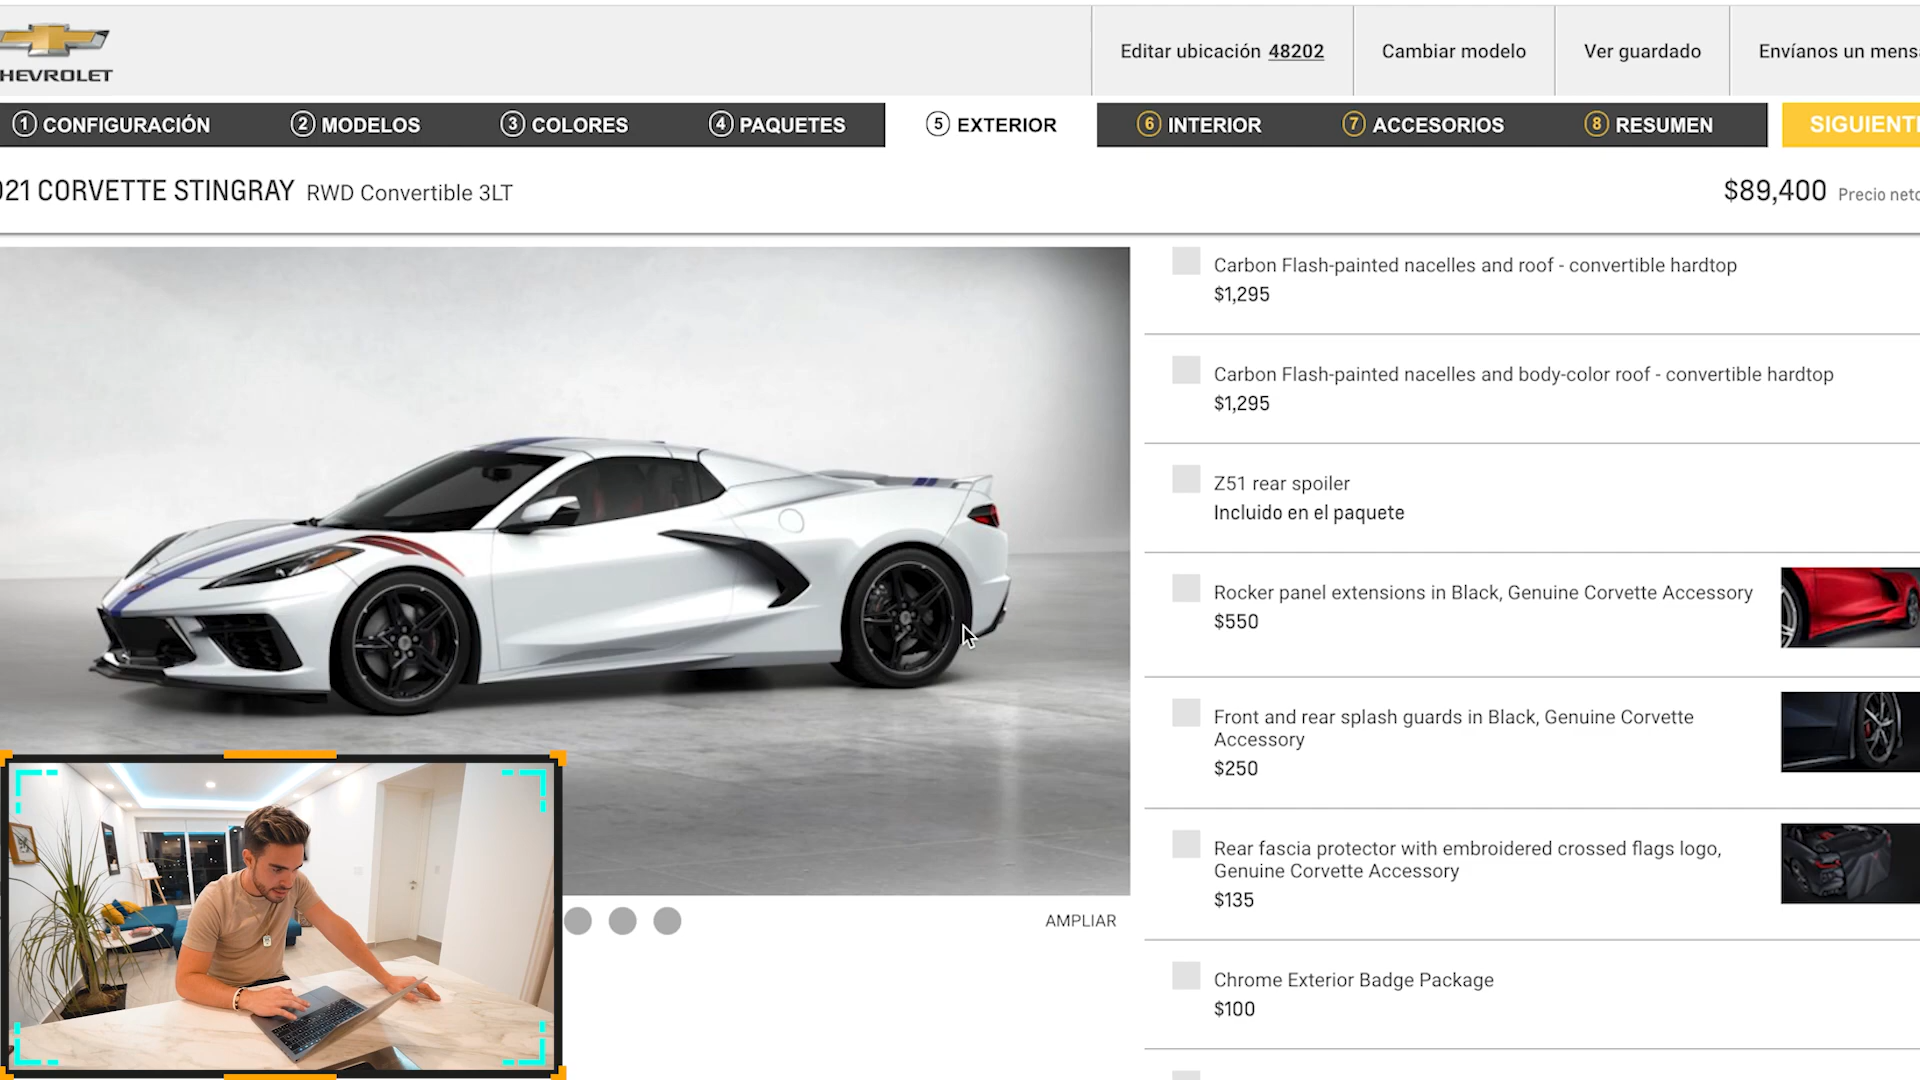 HEVROLET
Editar ubicación 48202
Cambiar modelo
Ver guardado
Envíanos un mens
1 CONFIGURACIÓN
2 MODELOS
3 COLORES
4 PAQUETES
5 EXTERIOR
6 INTERIOR
7 ACCESORIOS
8 RESUMEN
SIGUIENT
021 CORVETTE STINGRAY RWD Convertible 3LT
$89,400 Precio neto
Carbon Flash-painted nacelles and roof - convertible hardtop
$1,295
Carbon Flash-painted nacelles and body-color roof - convertible hardtop
$1,295
Z51 rear spoiler
Incluido en el paquete
Rocker panel extensions in Black, Genuine Corvette Accessory
$550
Front and rear splash guards in Black, Genuine Corvette
Accessory
$250
Rear fascia protector with embroidered crossed flags logo,
Genuine Corvette Accessory
$135
Chrome Exterior Badge Package
$100
AMPLIAR